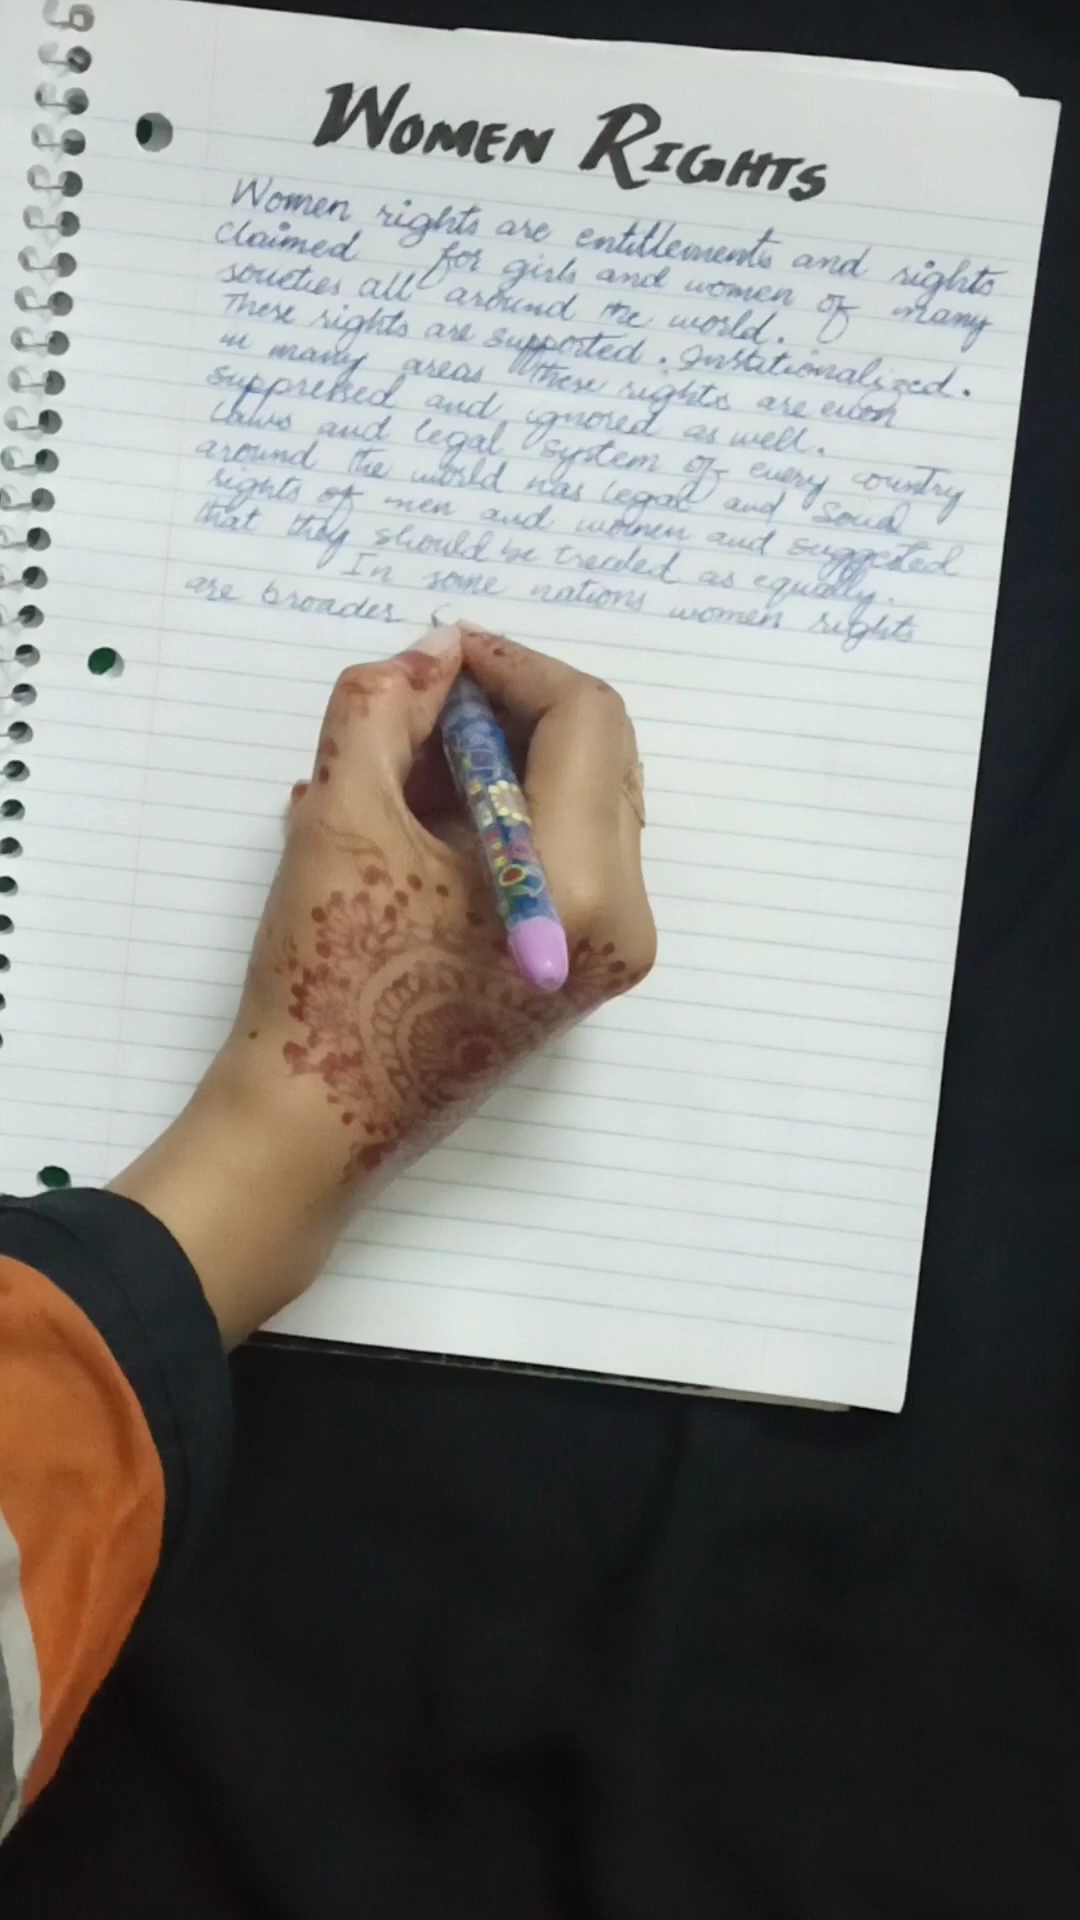 WOMEN RIGHTS
Women rights are entitlements and rights
claimed for girls and women of many
societies all around the world.
These rights are supported. Institionalized.
in many areas these rights are even
suppressed and ignored as well.
Laws and legal system of every country
around the world has legal and Social
rights of men and women and suggested
that they should be treated as equally.
In some nations women rights
are broader